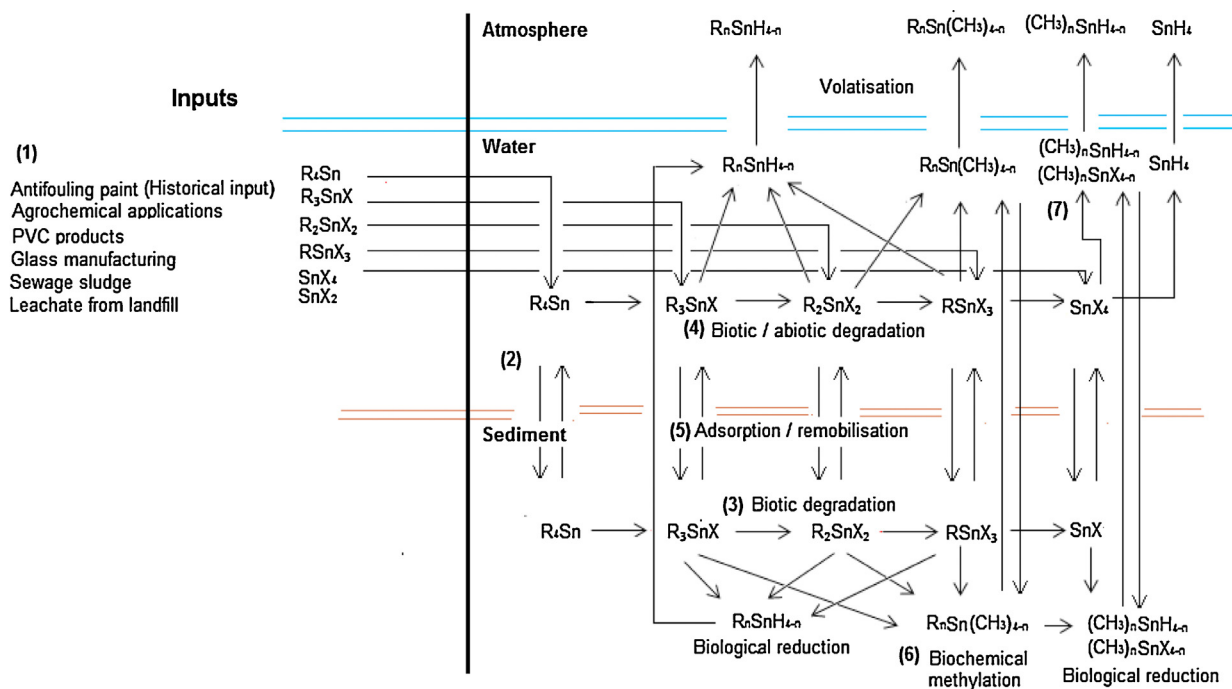 Atmosphere
RₙSnH₄₋ₙ
RₙSn(CH₃)₄₋ₙ
(CH₃)ₙSnH₄₋ₙ
SnH₄
Inputs
Volatisation
(1)
Water
Antifouling paint (Historical input)
Agrochemical applications
PVC products
Glass manufacturing
Sewage sludge
Leachate from landfill
R₄Sn
R₃SnX
R₂SnX₂
RSnX₃
SnX₄
SnX₂
RₙSnH₄₋ₙ
RₙSn(CH₃)₄₋ₙ
(CH₃)ₙSnH₄₋ₙ
(CH₃)ₙSnX₄₋ₙ
SnH₄
(7)
R₄Sn
R₃SnX
R₂SnX₂
RSnX₃
SnX₄
(4) Biotic / abiotic degradation
(2)
Sediment
(5) Adsorption / remobilisation
(3) Biotic degradation
R₄Sn
R₃SnX
R₂SnX₂
RSnX₃
SnX
RₙSnH₄₋ₙ
Biological reduction
RₙSn(CH₃)₄₋ₙ
(6) Biochemical
methylation
(CH₃)ₙSnH₄₋ₙ
(CH₃)ₙSnX₄₋ₙ
Biological reduction